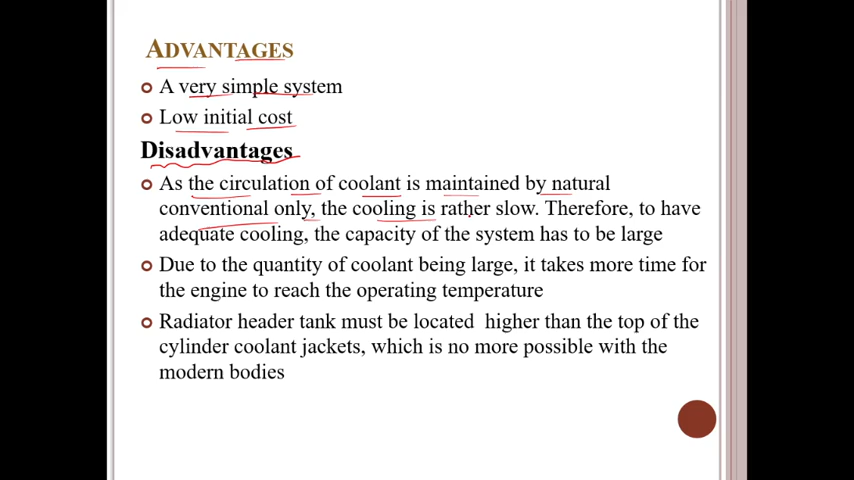 ADVANTAGES
A very simple system
Low initial cost
Disadvantages
As the circulation of coolant is maintained by natural
conventional only, the cooling is rather slow. Therefore, to have
adequate cooling, the capacity of the system has to be large
Due to the quantity of coolant being large, it takes more time for
the engine to reach the operating temperature
Radiator header tank must be located higher than the top of the
cylinder coolant jackets, which is no more possible with the
modern bodies